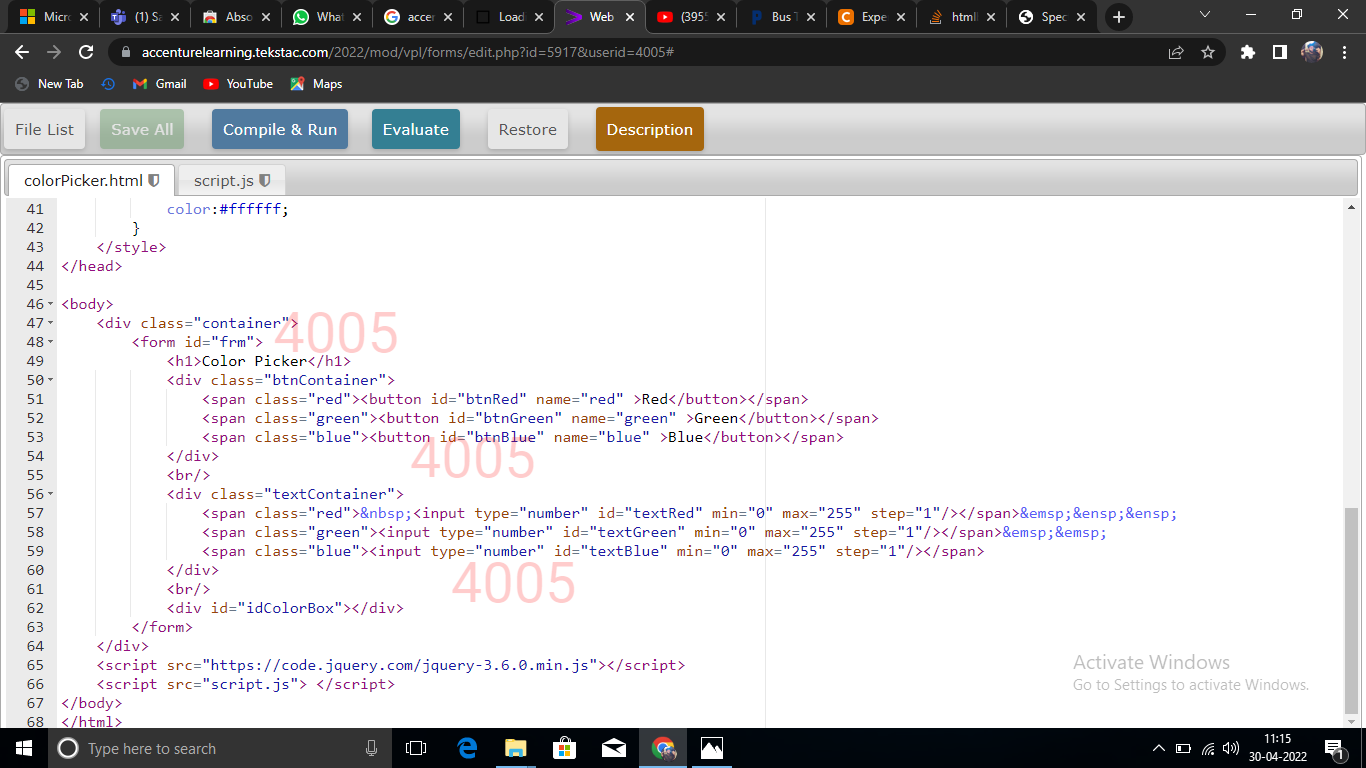 Micr
(1) Sa
Abso
What
accer
Load
Web
(3955
Bus T
Expe
htmll
Spec
accenturelearning.tekstac.com/2022/mod/vpl/forms/edit.php?id=5917&userid=4005#
New Tab
Gmail
YouTube
Maps
File List
Save All
Compile & Run
Evaluate
Restore
Description
colorPicker.html
script.js
41 color:#ffffff;
42 }
43 </style>
44 </head>
45
46 <body>
47 <div class="container">
4005
48 <form id="frm">
49 <h1>Color Picker</h1>
50 <div class="btnContainer">
51 <span class="red"><button id="btnRed" name="red" >Red</button></span>
52 <span class="green"><button id="btnGreen" name="green" >Green</button></span>
53 <span class="blue"><button id="btnBlue" name="blue" >Blue</button></span>
4005
54 </div>
55 <br/>
56 <div class="textContainer">
57 <span class="red">&nbsp;<input type="number" id="textRed" min="0" max="255" step="1"/></span>&emsp;&ensp;&ensp;
58 <span class="green"><input type="number" id="textGreen" min="0" max="255" step="1"/></span>&emsp;&emsp;
59 <span class="blue"><input type="number" id="textBlue" min="0" max="255" step="1"/></span>
60 </div>
4005
61 <br/>
62 <div id="idColorBox"></div>
63 </form>
64 </div>
65 <script src="https://code.jquery.com/jquery-3.6.0.min.js"></script>
66 <script src="script.js"> </script>
67 </body>
68 </html>
Activate Windows
Go to Settings to activate Windows.
Type here to search
11:15
30-04-2022
1